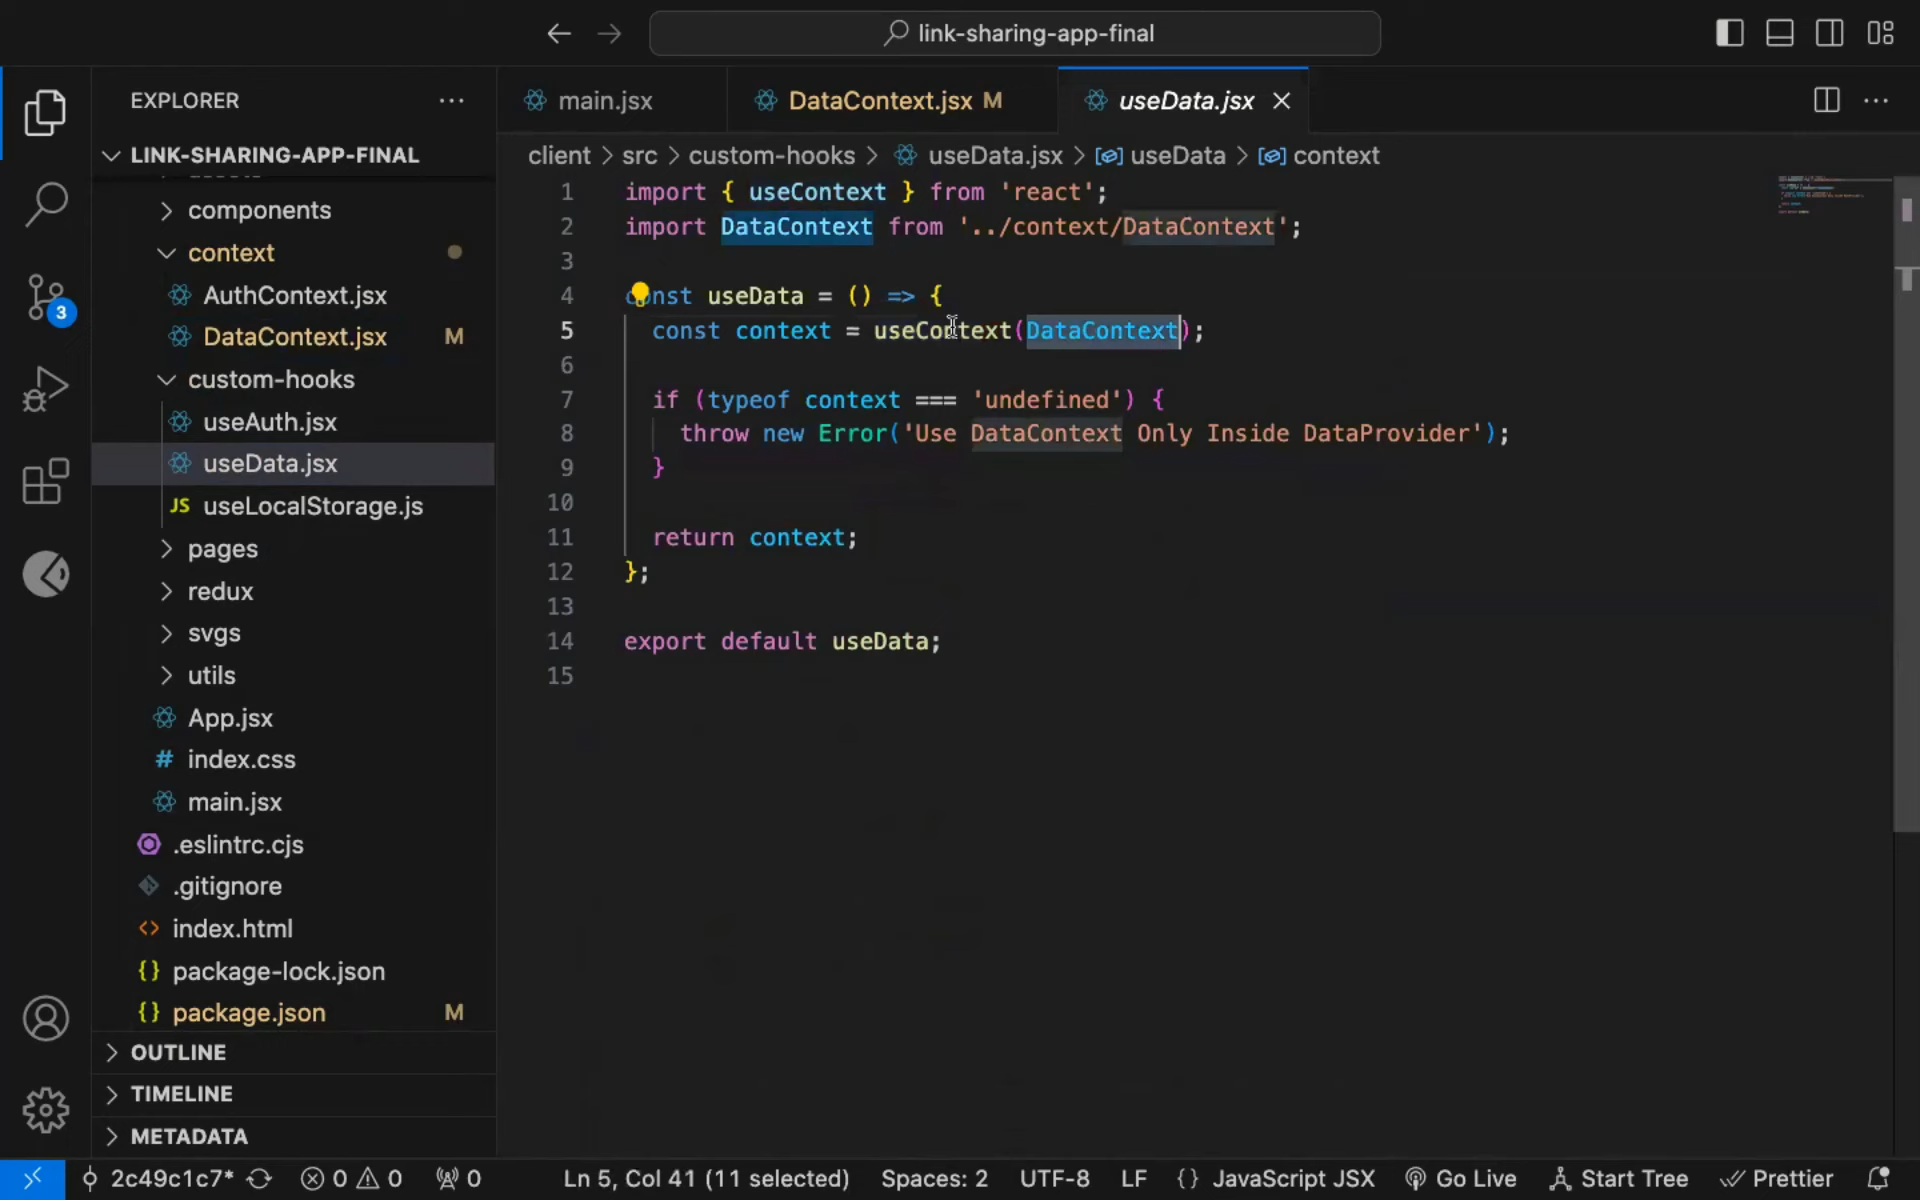 link-sharing-app-final
EXPLORER
LINK-SHARING-APP-FINAL
components
context
AuthContext.jsx
DataContext.jsx M
custom-hooks
useAuth.jsx
useData.jsx
JS useLocalStorage.js
pages
redux
svgs
utils
App.jsx
# index.css
main.jsx
.eslintrc.cjs
.gitignore
<> index.html
{} package-lock.json
{} package.json M
OUTLINE
TIMELINE
METADATA
3
main.jsx
DataContext.jsx M
useData.jsx
client > src > custom-hooks > useData.jsx > useData > context
1 import { useContext } from 'react';
2 import DataContext from '../context/DataContext';
3
4 const useData = () => {
5 const context = useContext(DataContext);
6
7 if (typeof context === 'undefined') {
8 throw new Error('Use DataContext Only Inside DataProvider');
9 }
10
11 return context;
12 };
13
14 export default useData;
15
2c49c1c7* 0 0 0 Ln 5, Col 41 (11 selected) Spaces: 2 UTF-8 LF {} JavaScript JSX Go Live Start Tree Prettier